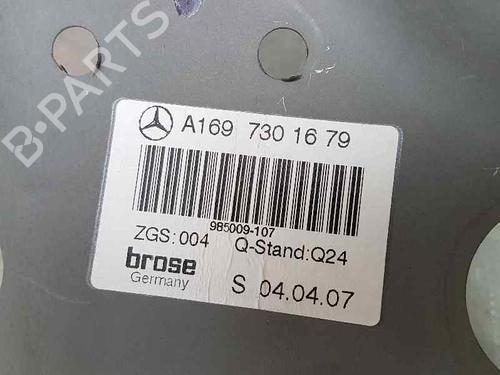 B-PARTS
A169 730 16 79
985009-107
ZGS:004 Q-Stand:Q24
brose
Germany
S 04.04.07